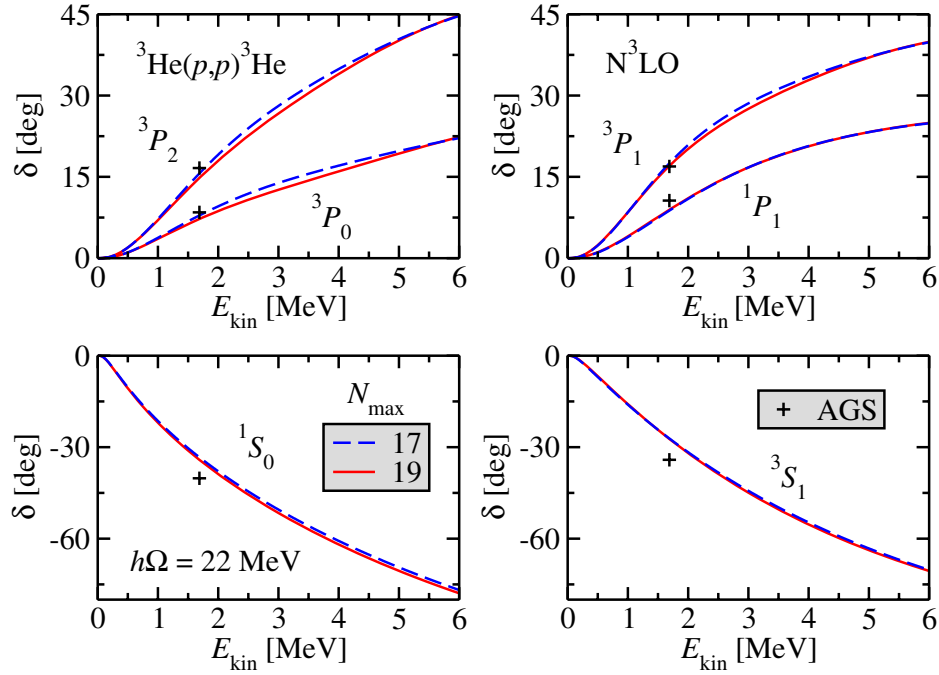 45
30
15
0
δ [deg]
³He(p,p)³He
³P₂
³P₀
0 1 2 3 4 5 6
E_kin [MeV]
45
30
15
0
δ [deg]
N³LO
³P₁
¹P₁
0 1 2 3 4 5 6
E_kin [MeV]
0
-30
-60
δ [deg]
¹S₀
N_max
17
19
hΩ = 22 MeV
0 1 2 3 4 5 6
E_kin [MeV]
0
-30
-60
δ [deg]
AGS
³S₁
0 1 2 3 4 5 6
E_kin [MeV]